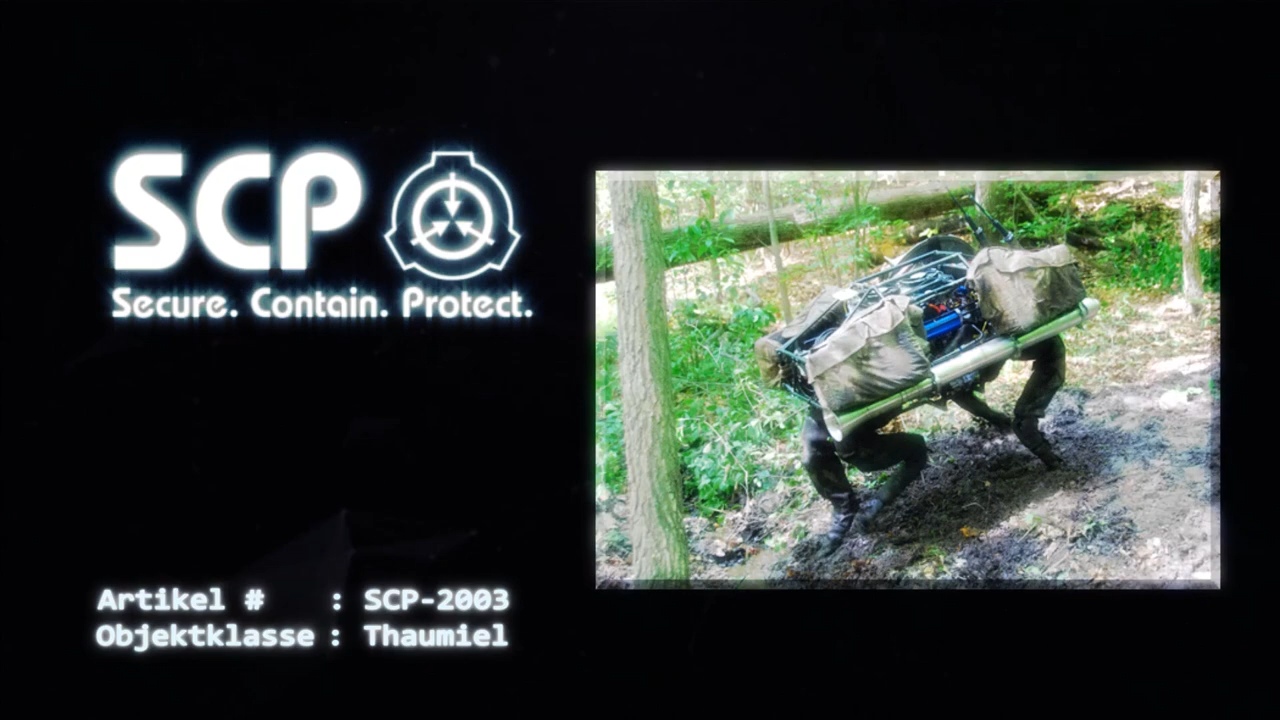 SCP
Secure. Contain. Protect.
Artikel # : SCP-2003
Objektklasse : Thaumiel